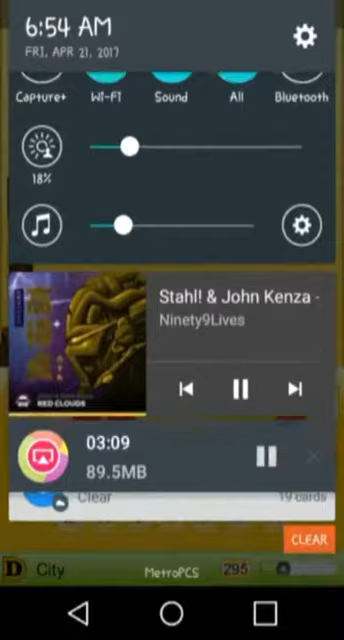 6:54 AM
FRI, APR 21, 2017
Capture+ Wi-Fi Sound All Bluetooth
18%
Stahl! & John Kenza -
Ninety9Lives
RED CLOUDS
03:09
89.5MB
Clear 19 cards
CLEAR
D City MetroPCS 295